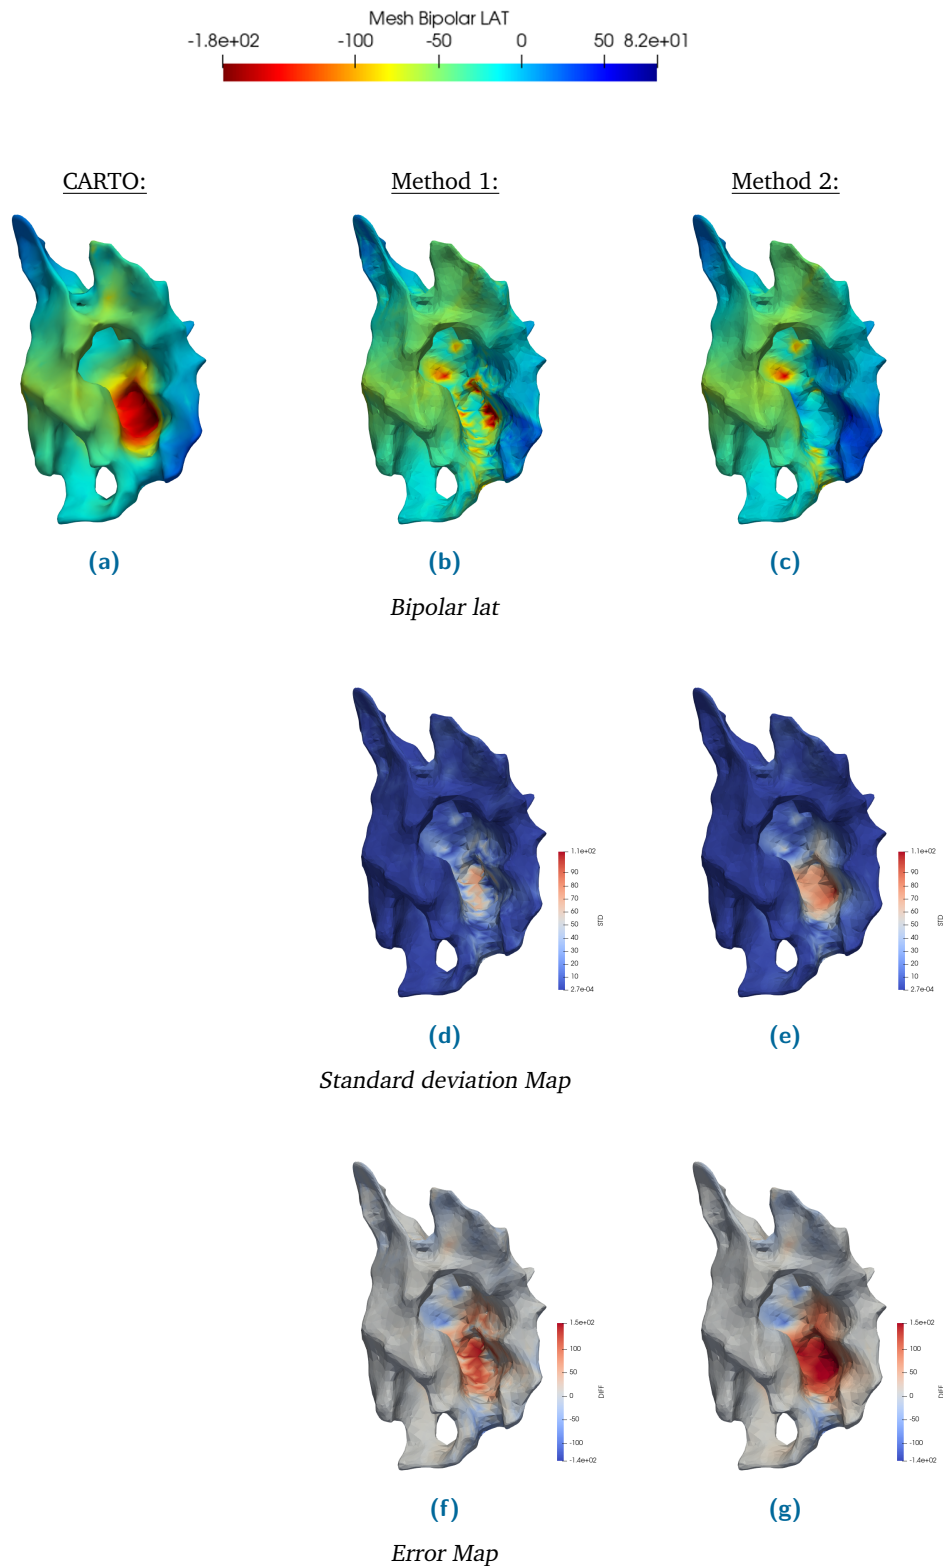 Mesh Bipolar LAT
-1.8e+02 -100 -50 0 50 8.2e+01
CARTO: Method 1: Method 2:
(a) (b) (c)
Bipolar lat
1.1e+02 1.1e+02
90 90
80 80
70 70
60 60
50 50
40 40
30 30
20 20
10 10
2.7e-04 2.7e-04
STD STD
(d) (e)
Standard deviation Map
1.5e+02 1.5e+02
100 100
50 50
0 0
-50 -50
-100 -100
-1.4e+02 -1.4e+02
DIFF DIFF
(f) (g)
Error Map